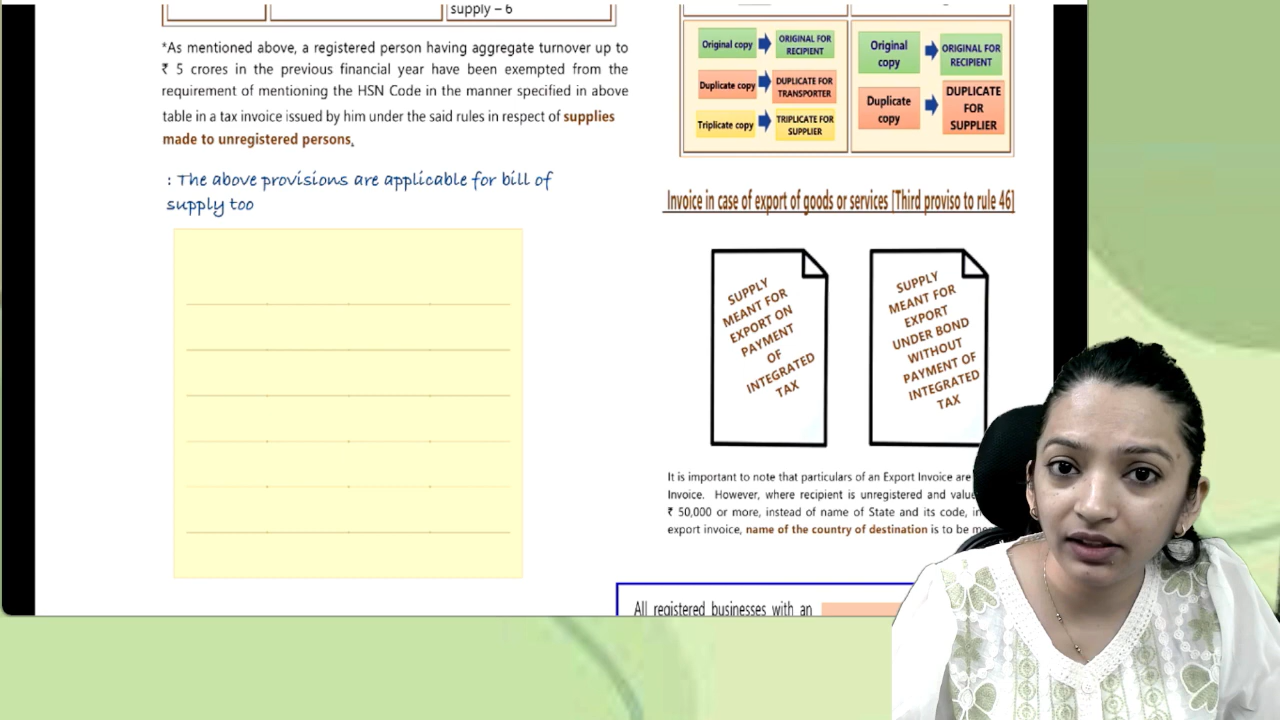 supply – 6
*As mentioned above, a registered person having aggregate turnover up to
₹ 5 crores in the previous financial year have been exempted from the
requirement of mentioning the HSN Code in the manner specified in above
table in a tax invoice issued by him under the said rules in respect of supplies
made to unregistered persons.
: The above provisions are applicable for bill of
supply too
Original copy
ORIGINAL FOR
RECIPIENT
Duplicate copy
DUPLICATE FOR
TRANSPORTER
Triplicate copy
TRIPLICATE FOR
SUPPLIER
Original
copy
ORIGINAL FOR
RECIPIENT
Duplicate
copy
DUPLICATE
FOR
SUPPLIER
Invoice in case of export of goods or services [Third proviso to rule 46]
SUPPLY
MEANT FOR
EXPORT ON
PAYMENT
OF
INTEGRATED
TAX
SUPPLY
MEANT FOR
EXPORT
UNDER BOND
WITHOUT
PAYMENT OF
INTEGRATED
TAX
It is important to note that particulars of an Export Invoice are
Invoice. However, where recipient is unregistered and value
₹ 50,000 or more, instead of name of State and its code, in
export invoice, name of the country of destination is to be
All registered businesses with an